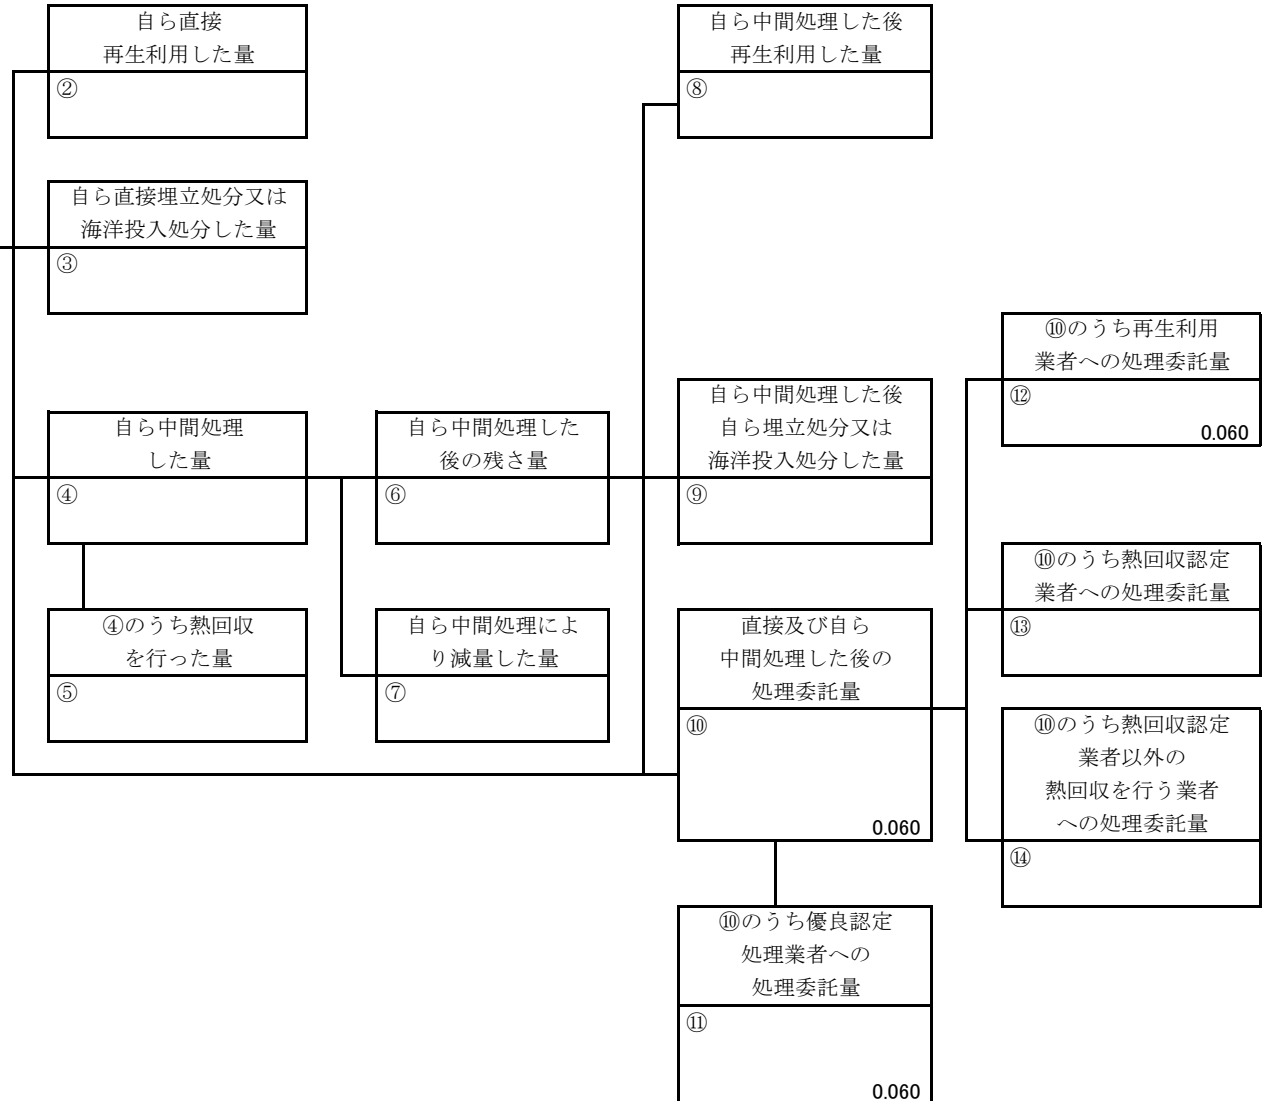 自ら直接
再生利用した量
②
自ら中間処理した後
再生利用した量
⑧
自ら直接埋立処分又は
海洋投入処分した量
③
⑩のうち再生利用
業者への処理委託量
⑫
0.060
自ら中間処理
した量
④
自ら中間処理した
後の残さ量
⑥
自ら中間処理した後
自ら埋立処分又は
海洋投入処分した量
⑨
⑩のうち熱回収認定
業者への処理委託量
⑬
④のうち熱回収
を行った量
⑤
自ら中間処理によ
り減量した量
⑦
直接及び自ら
中間処理した後の
処理委託量
⑩
0.060
⑩のうち熱回収認定
業者以外の
熱回収を行う業者
への処理委託量
⑭
⑩のうち優良認定
処理業者への
処理委託量
⑪
0.060